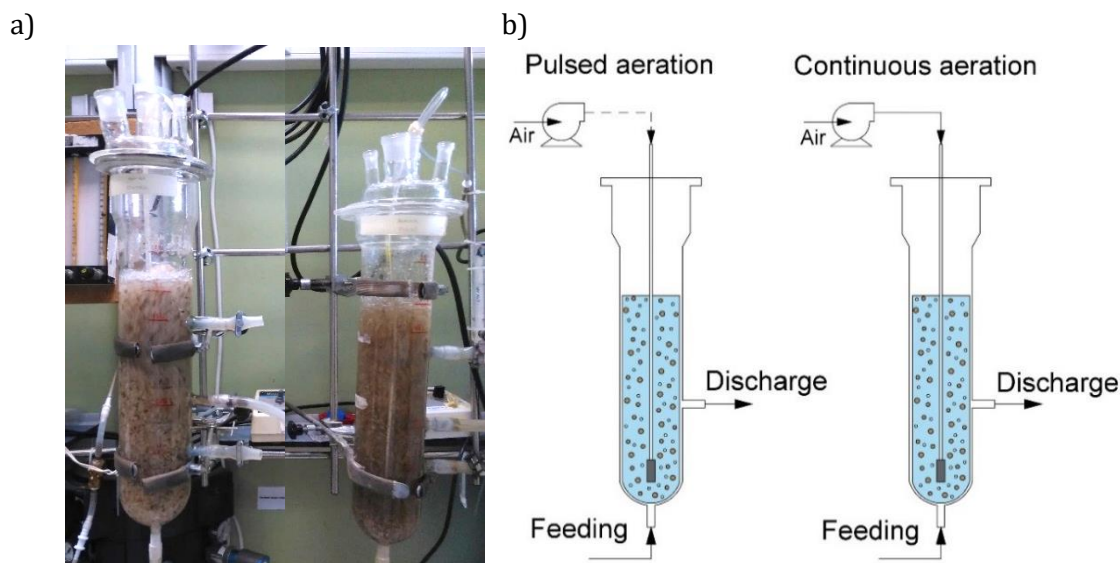 a)
b)
Pulsed aeration
Continuous aeration
Air
Air
Discharge
Discharge
Feeding
Feeding